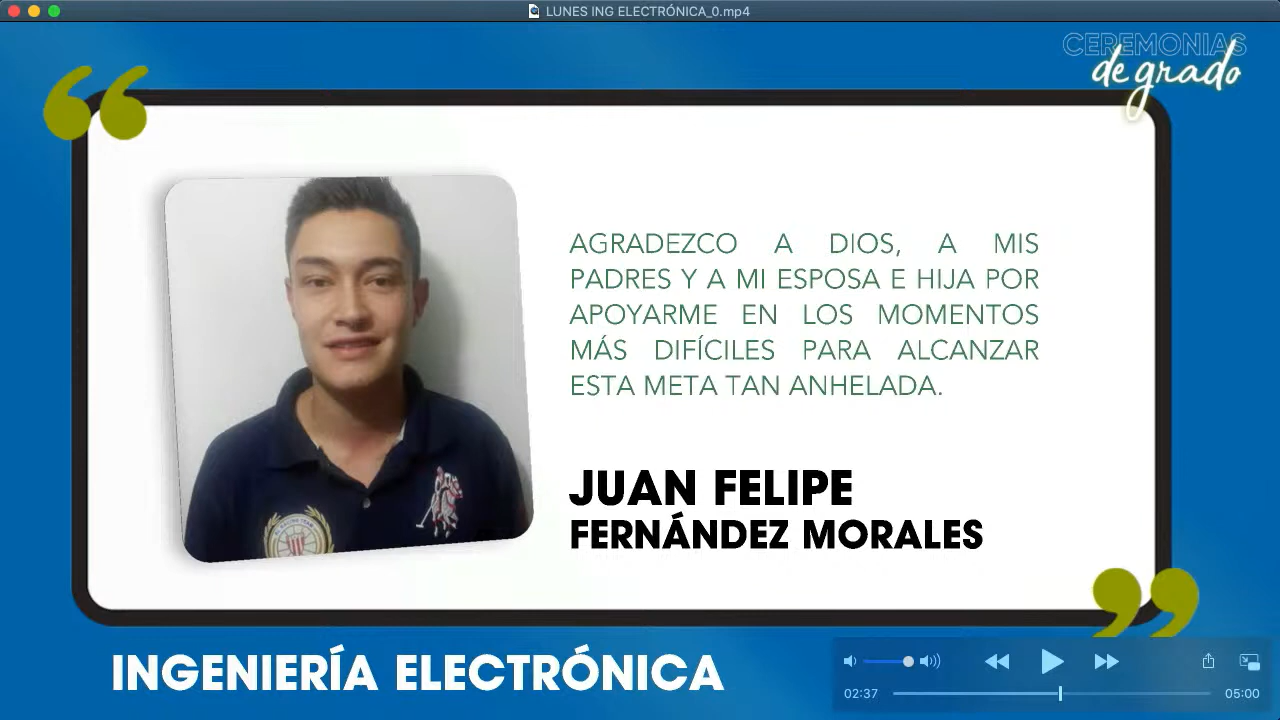 LUNES ING ELECTRÓNICA_0.mp4
CEREMONIAS
de grado
AGRADEZCO A DIOS, A MIS
PADRES Y A MI ESPOSA E HIJA POR
APOYARME EN LOS MOMENTOS
MÁS DIFÍCILES PARA ALCANZAR
ESTA META TAN ANHELADA.
JUAN FELIPE
FERNÁNDEZ MORALES
INGENIERÍA ELECTRÓNICA
02:37
05:00